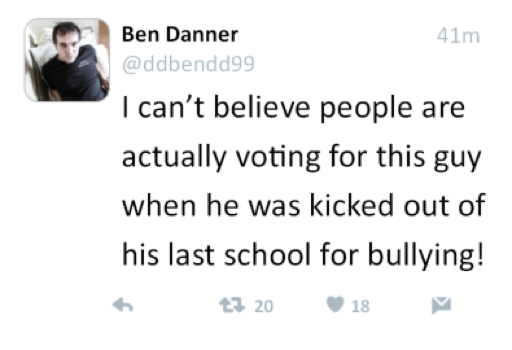 Ben Danner 41m
@ddbendd99
I can't believe people are
actually voting for this guy
when he was kicked out of
his last school for bullying!
20 18